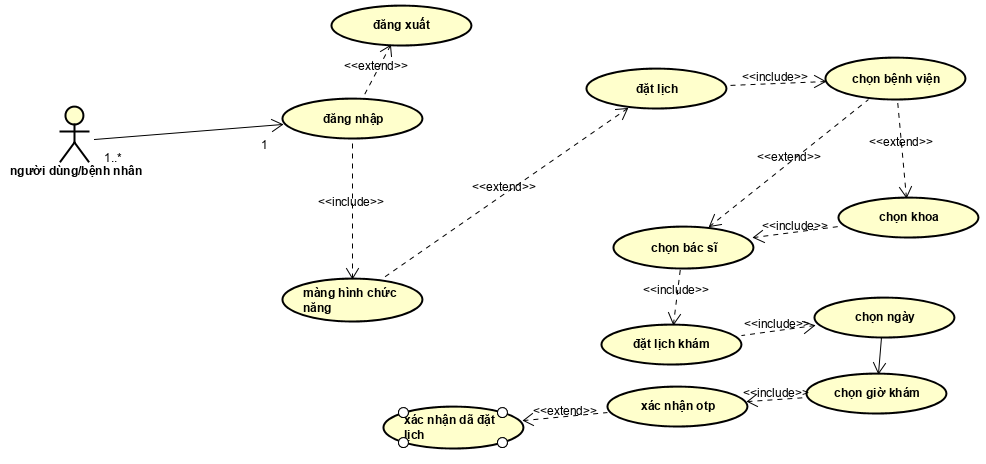 đăng xuất
<<extend>>
đăng nhập
1
1..*
người dùng/bệnh nhân
<<include>>
màng hình chức
năng
<<extend>>
đặt lịch
<<include>>
chọn bệnh viện
<<extend>>
<<extend>>
chọn khoa
<<include>>
chọn bác sĩ
<<include>>
đặt lịch khám
<<include>>
chọn ngày
chọn giờ khám
<<include>>
xác nhận otp
<<extend>>
xác nhận dã đặt
lịch